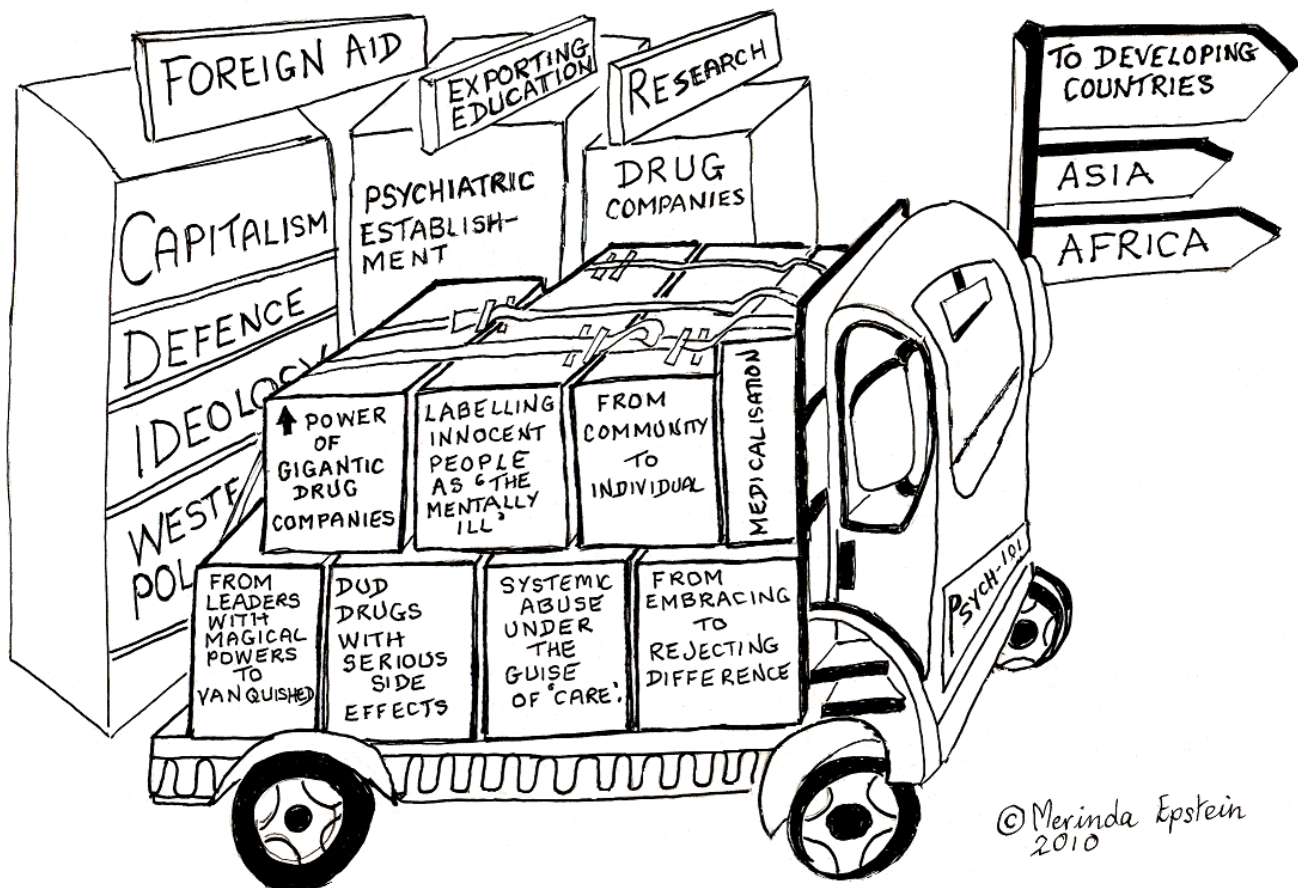 FOREIGN AID
EXPORTING
EDUCATION
RESEARCH
CAPITALISM
DEFENCE
IDEOLOGY
WESTE
POL
PSYCHIATRIC
ESTABLISH-
MENT
DRUG
COMPANIES
TO DEVELOPING
COUNTRIES
ASIA
AFRICA
⬆ POWER
OF
GIGANTIC
DRUG
COMPANIES
LABELLING
INNOCENT
PEOPLE
AS 'THE
MENTALLY
ILL'
FROM
COMMUNITY
TO
INDIVIDUAL
MEDICALISATION
FROM
LEADERS
WITH
MAGICAL
POWERS
TO
VANQUISHED
DUD
DRUGS
WITH
SERIOUS
SIDE
EFFECTS
SYSTEMIC
ABUSE
UNDER
THE
GUISE
OF 'CARE'.
FROM
EMBRACING
TO
REJECTING
DIFFERENCE
PSYCH-101
© Merinda Epstein
2010